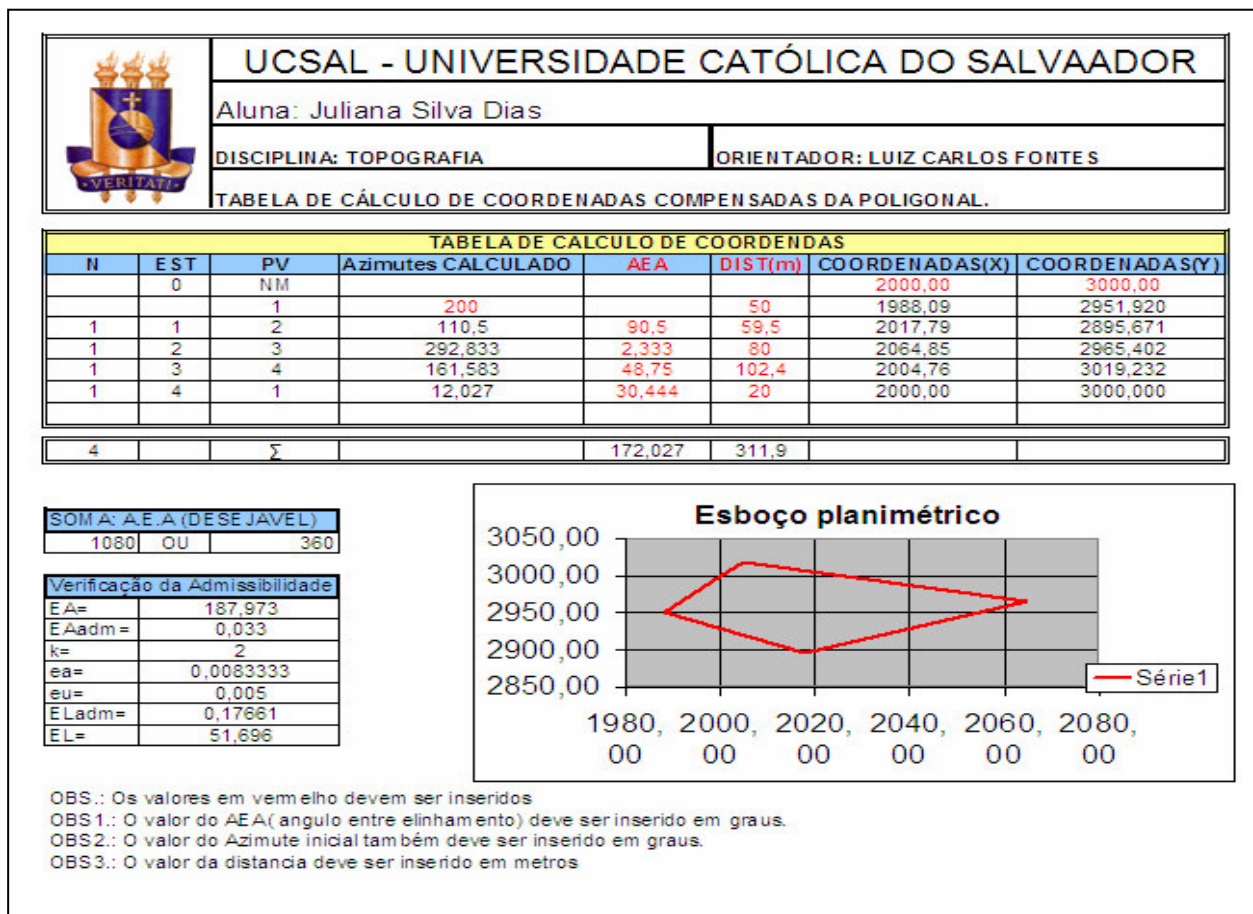 UCSAL - UNIVERSIDADE CATÓLICA DO SALVAADOR
Aluna: Juliana Silva Dias
DISCIPLINA: TOPOGRAFIA ORIENTADOR: LUIZ CARLOS FONTES
VERITATI
TABELA DE CÁLCULO DE COORDENADAS COMPENSADAS DA POLIGONAL.
TABELA DE CALCULO DE COORDENDAS
N EST PV Azimutes CALCULADO AEA DIST(m) COORDENADAS(X) COORDENADAS(Y)
0 NM 2000,00 3000,00
1 200 50 1988,09 2951,920
1 1 2 110,5 90,5 59,5 2017,79 2895,671
1 2 3 292,833 2,333 80 2064,85 2965,402
1 3 4 161,583 48,75 102,4 2004,76 3019,232
1 4 1 12,027 30,444 20 2000,00 3000,000
4 Σ 172,027 311,9
SOMA: A.E.A (DESEJAVEL)
1080 OU 360
Verificação da Admissibilidade
EA= 187,973
EAadm= 0,033
k= 2
ea= 0,0083333
eu= 0,005
ELadm= 0,17661
EL= 51,696
Esboço planimétrico
3050,00
3000,00
2950,00
2900,00
2850,00
1980, 2000, 2020, 2040, 2060, 2080,
00 00 00 00 00 00
Série1
OBS.: Os valores em vermelho devem ser inseridos
OBS1.: O valor do AEA( angulo entre elinhamento) deve ser inserido em graus.
OBS2.: O valor do Azimute inicial também deve ser inserido em graus.
OBS3.: O valor da distancia deve ser inserido em metros